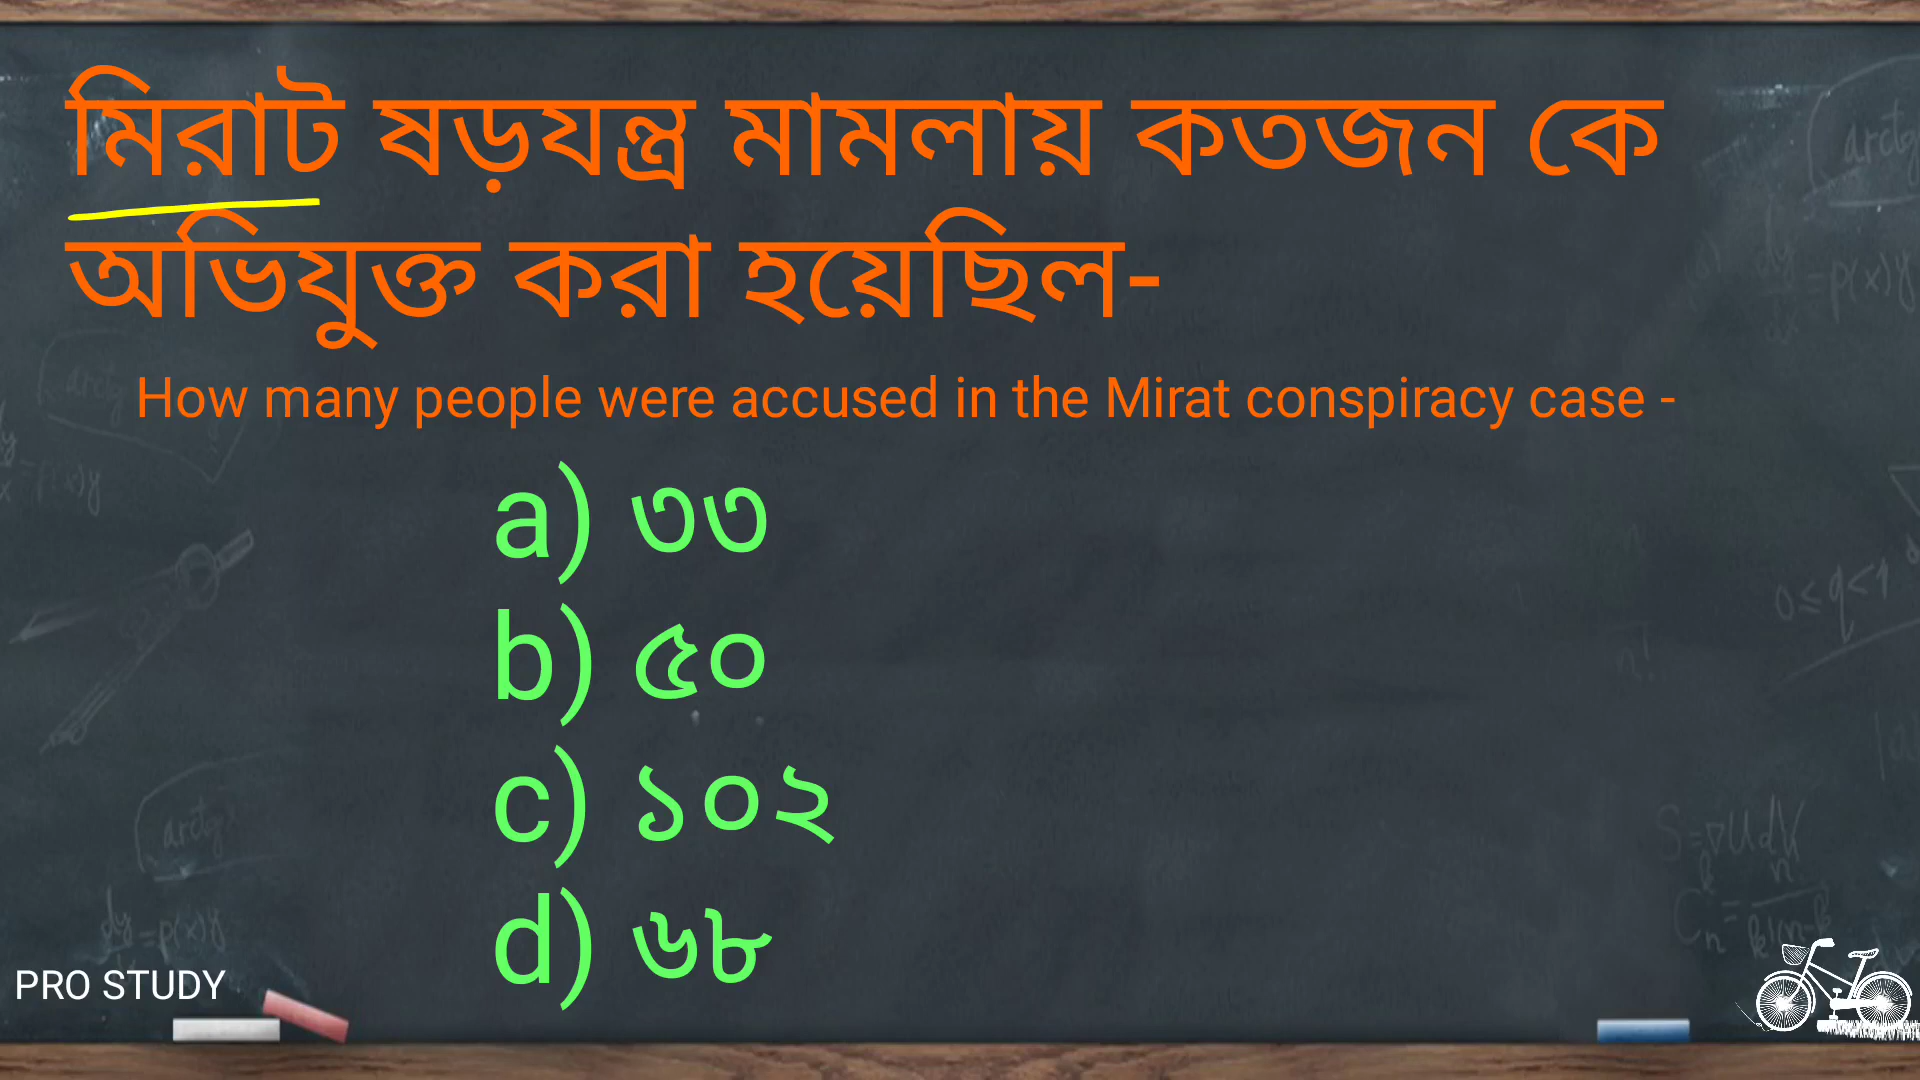 মিরাট ষড়যন্ত্র মামলায় কতজন কে
অভিযুক্ত করা হয়েছিল-
How many people were accused in the Mirat conspiracy case -
a) ৩৩
b) ৫০
c) ১০২
d) ৬৮
PRO STUDY